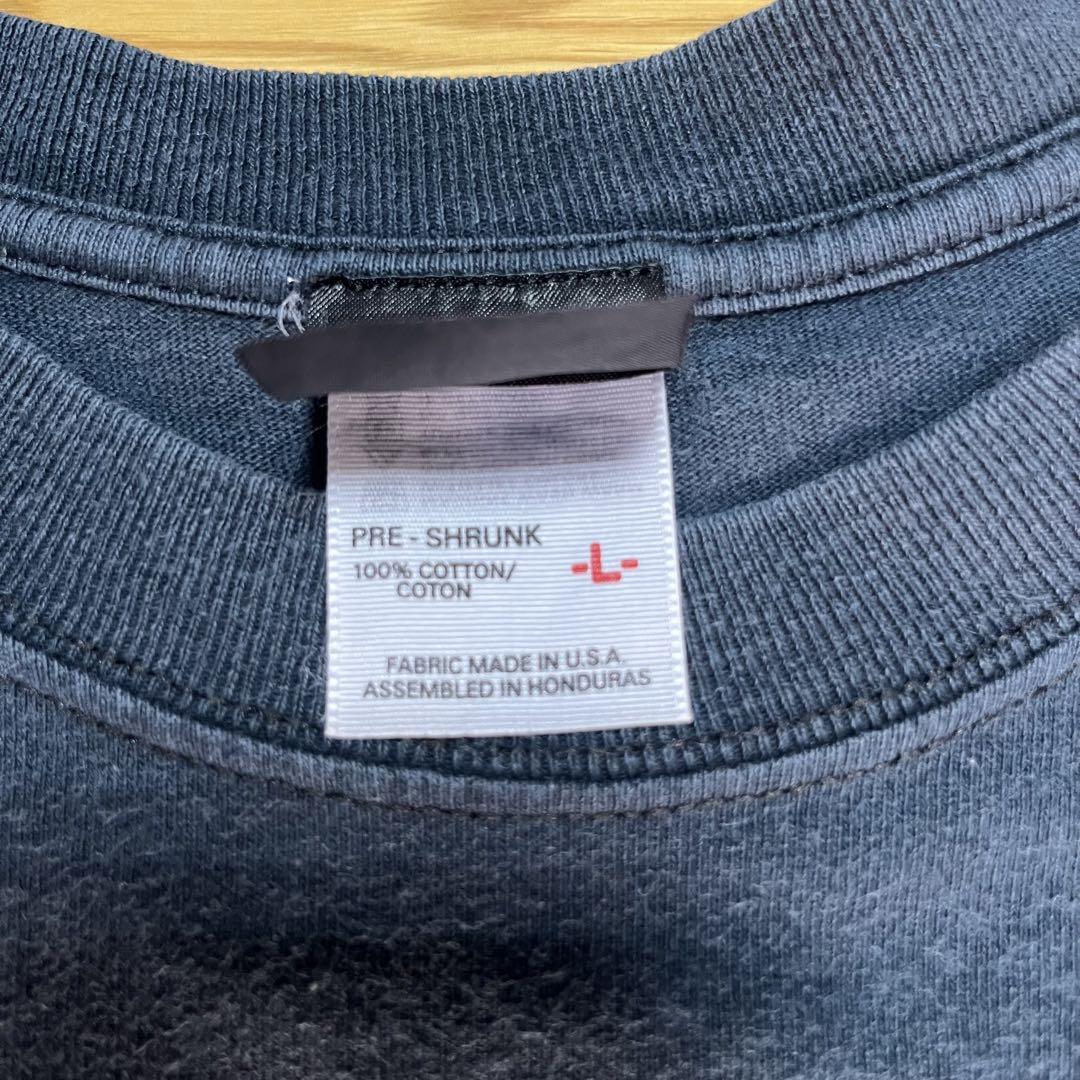 PRE - SHRUNK
100% COTTON/
COTON
-L-
FABRIC MADE IN U.S.A.
ASSEMBLED IN HONDURAS